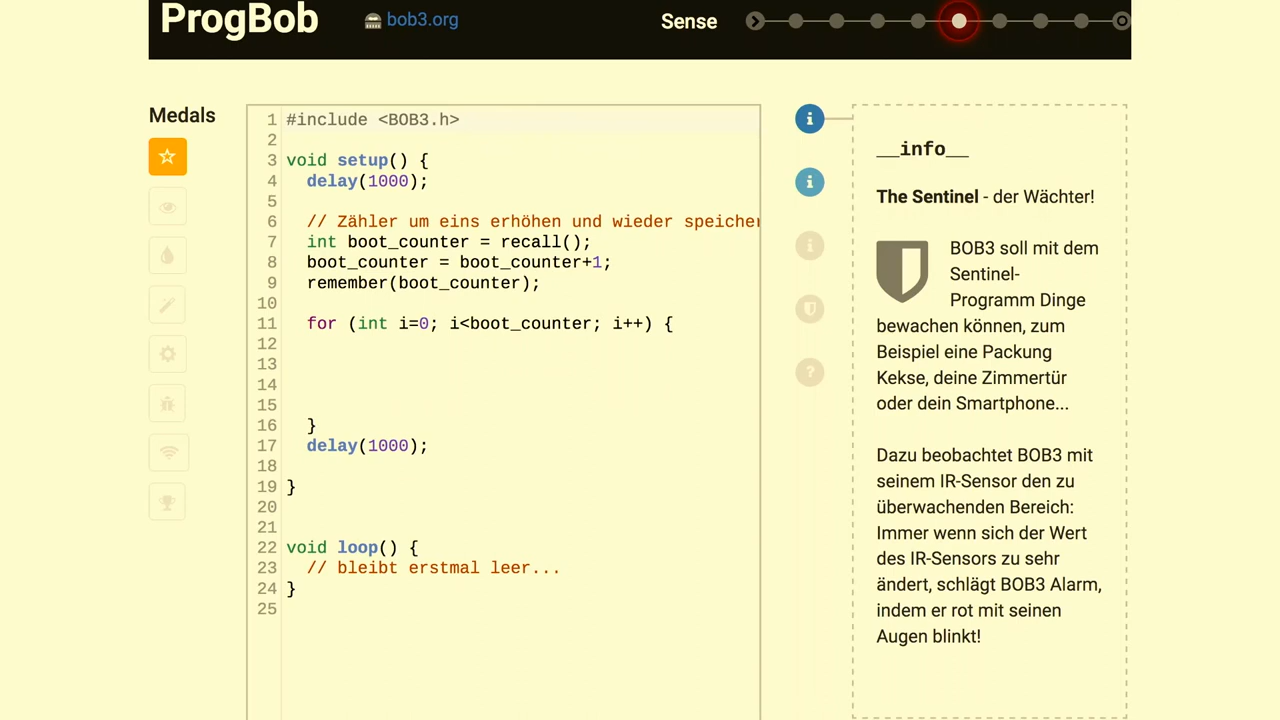 ProgBob
bob3.org
Sense
Medals
1 #include <BOB3.h>
2
3 void setup() {
4 delay(1000);
5
6 // Zähler um eins erhöhen und wieder speicher
7 int boot_counter = recall();
8 boot_counter = boot_counter+1;
9 remember(boot_counter);
10
11 for (int i=0; i<boot_counter; i++) {
12
13
14
15
16 }
17 delay(1000);
18
19 }
20
21
22 void loop() {
23 // bleibt erstmal leer...
24 }
25
__info__
The Sentinel - der Wächter!
BOB3 soll mit dem
Sentinel-
Programm Dinge
bewachen können, zum
Beispiel eine Packung
Kekse, deine Zimmertür
oder dein Smartphone...
Dazu beobachtet BOB3 mit
seinem IR-Sensor den zu
überwachenden Bereich:
Immer wenn sich der Wert
des IR-Sensors zu sehr
ändert, schlägt BOB3 Alarm,
indem er rot mit seinen
Augen blinkt!